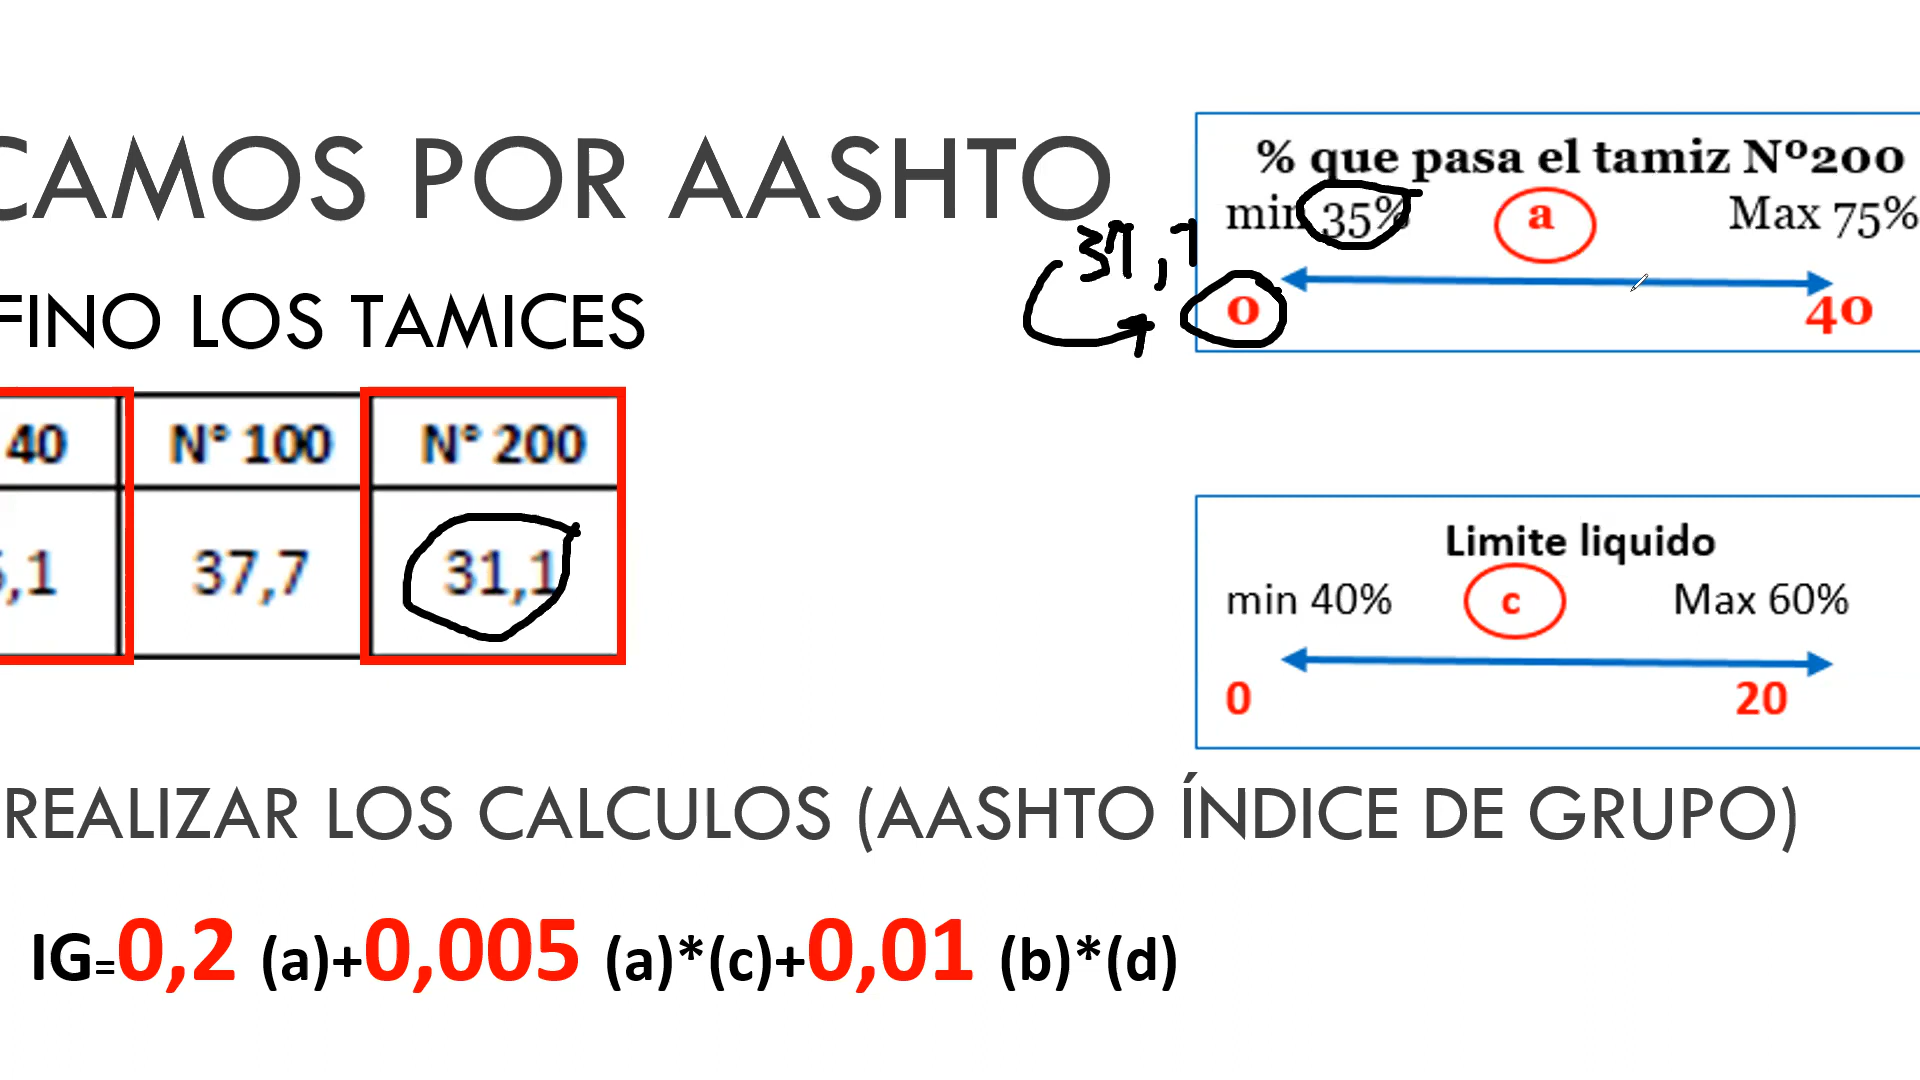 CAMOS POR AASHTO
FINO LOS TAMICES
40 N° 100 N° 200
,1 37,7 31,1
% que pasa el tamiz Nº200
min 35% a Max 75%
0 40
Limite liquido
min 40% c Max 60%
0 20
REALIZAR LOS CALCULOS (AASHTO ÍNDICE DE GRUPO)
IG=0,2 (a)+0,005 (a)*(c)+0,01 (b)*(d)